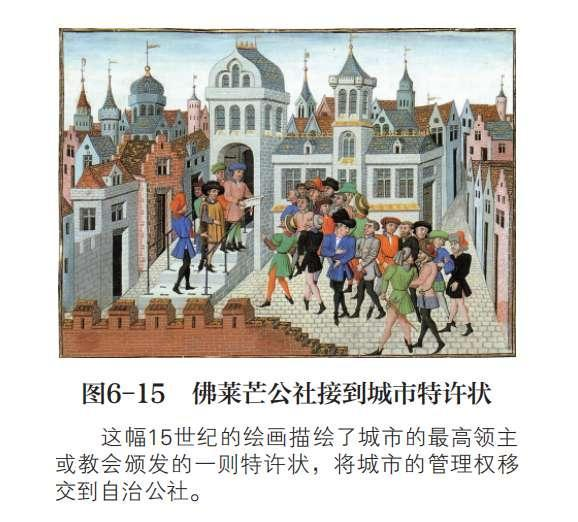 图6-15 佛莱芒公社接到城市特许状
这幅15世纪的绘画描绘了城市的最高领主
或教会颁发的一则特许状，将城市的管理权移
交到自治公社。